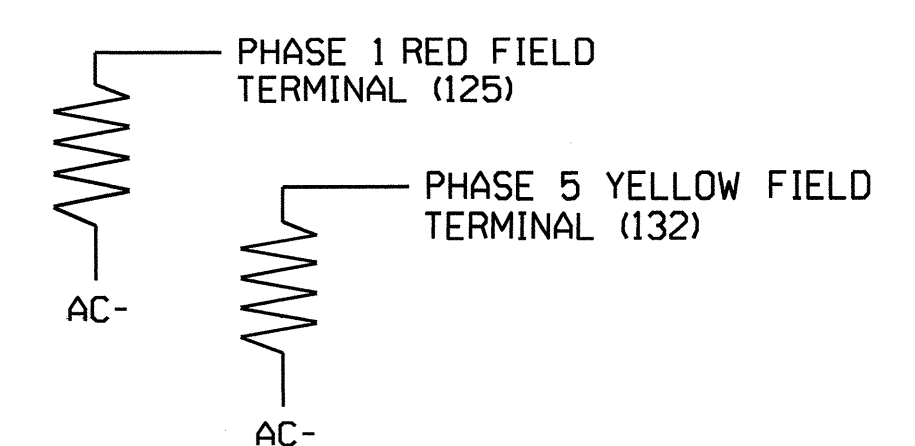 PHASE 1 RED FIELD
TERMINAL (125)
AC-
PHASE 5 YELLOW FIELD
TERMINAL (132)
AC-